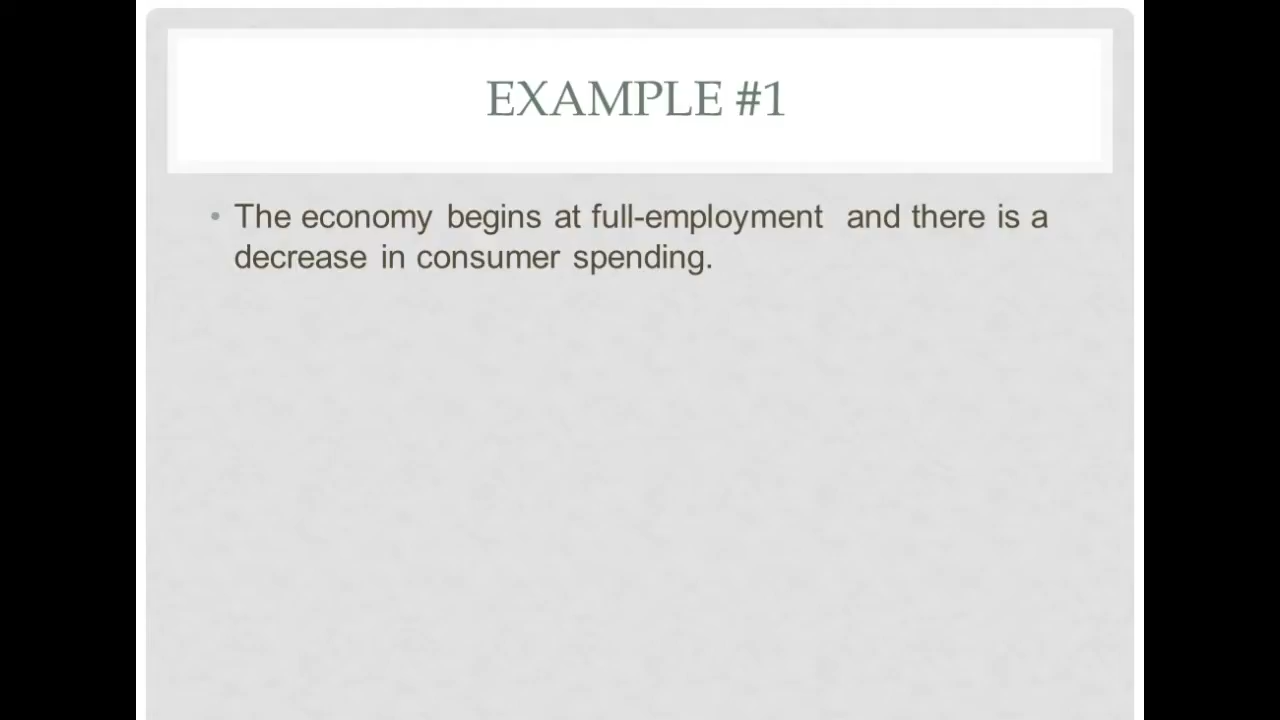 EXAMPLE #1
• The economy begins at full-employment and there is a
decrease in consumer spending.